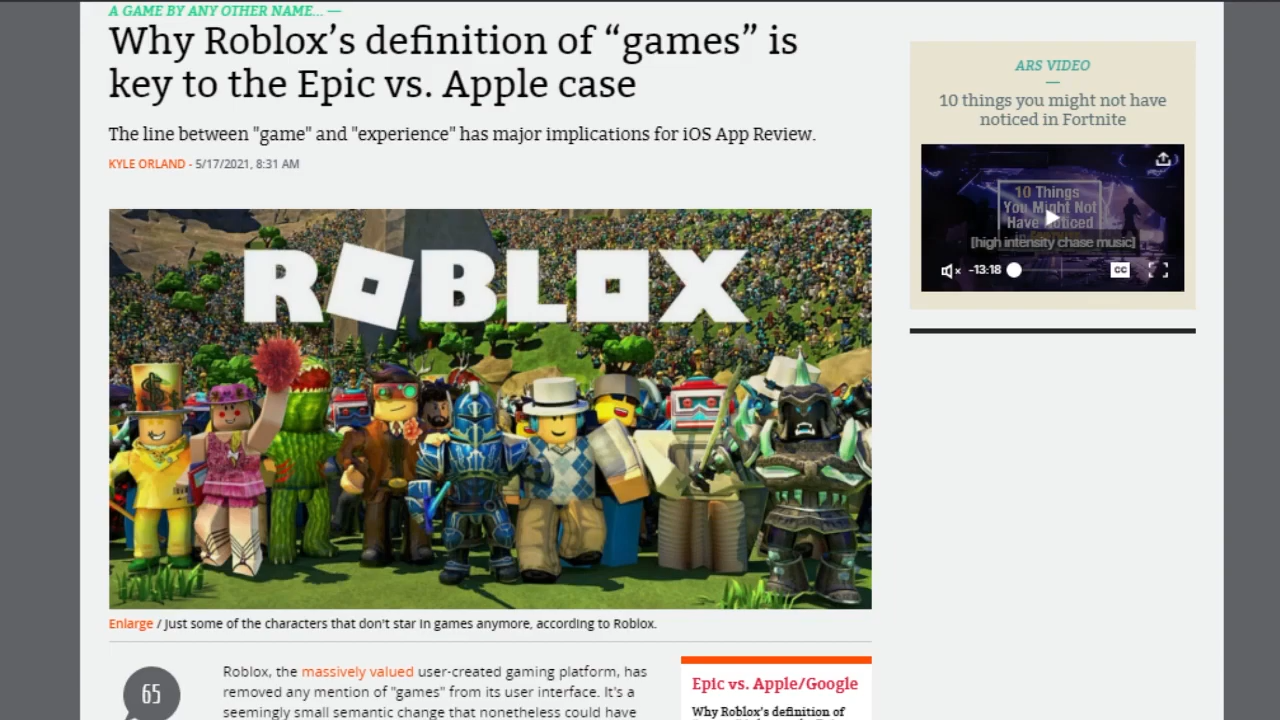 A GAME BY ANY OTHER NAME... —
Why Roblox’s definition of “games” is
key to the Epic vs. Apple case
The line between "game" and "experience" has major implications for iOS App Review.
KYLE ORLAND - 5/17/2021, 8:31 AM
ROBLOX
Enlarge / Just some of the characters that don't star in games anymore, according to Roblox.
65
Roblox, the massively valued user-created gaming platform, has
removed any mention of "games" from its user interface. It's a
seemingly small semantic change that nonetheless could have
Epic vs. Apple/Google
Why Roblox's definition of
ARS VIDEO
—
10 things you might not have
noticed in Fortnite
10 Things
You Might Not
Have Noticed
[high intensity chase music]
-13:18
CC